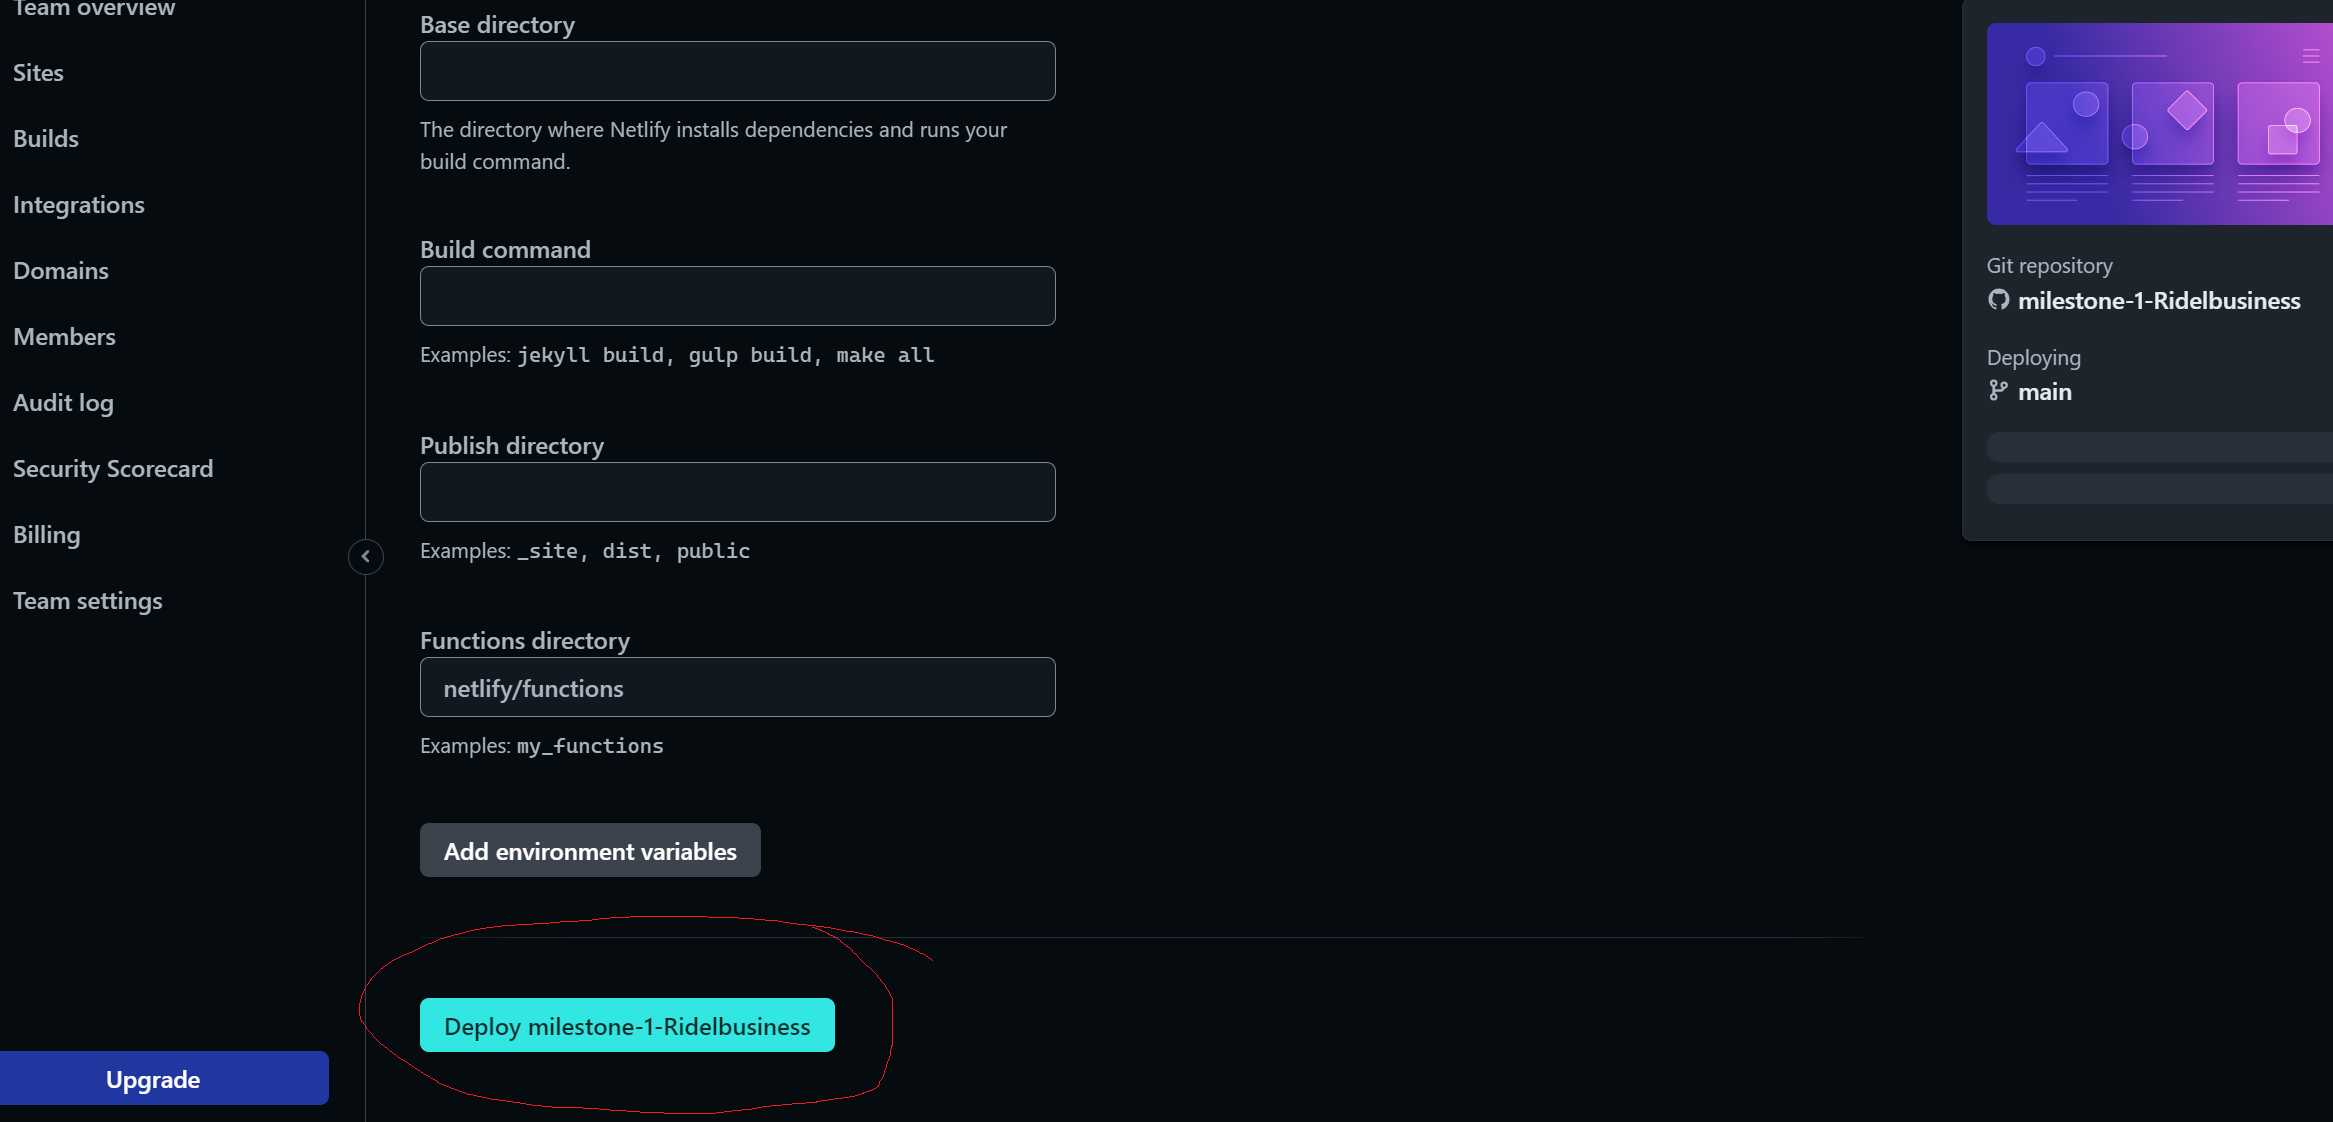 Team overview
Sites
Builds
Integrations
Domains
Members
Audit log
Security Scorecard
Billing
Team settings
Upgrade
Base directory
The directory where Netlify installs dependencies and runs your
build command.
Build command
Examples: jekyll build, gulp build, make all
Publish directory
Examples: _site, dist, public
Functions directory
netlify/functions
Examples: my_functions
Add environment variables
Deploy milestone-1-Ridelbusiness
Git repository
milestone-1-Ridelbusiness
Deploying
main